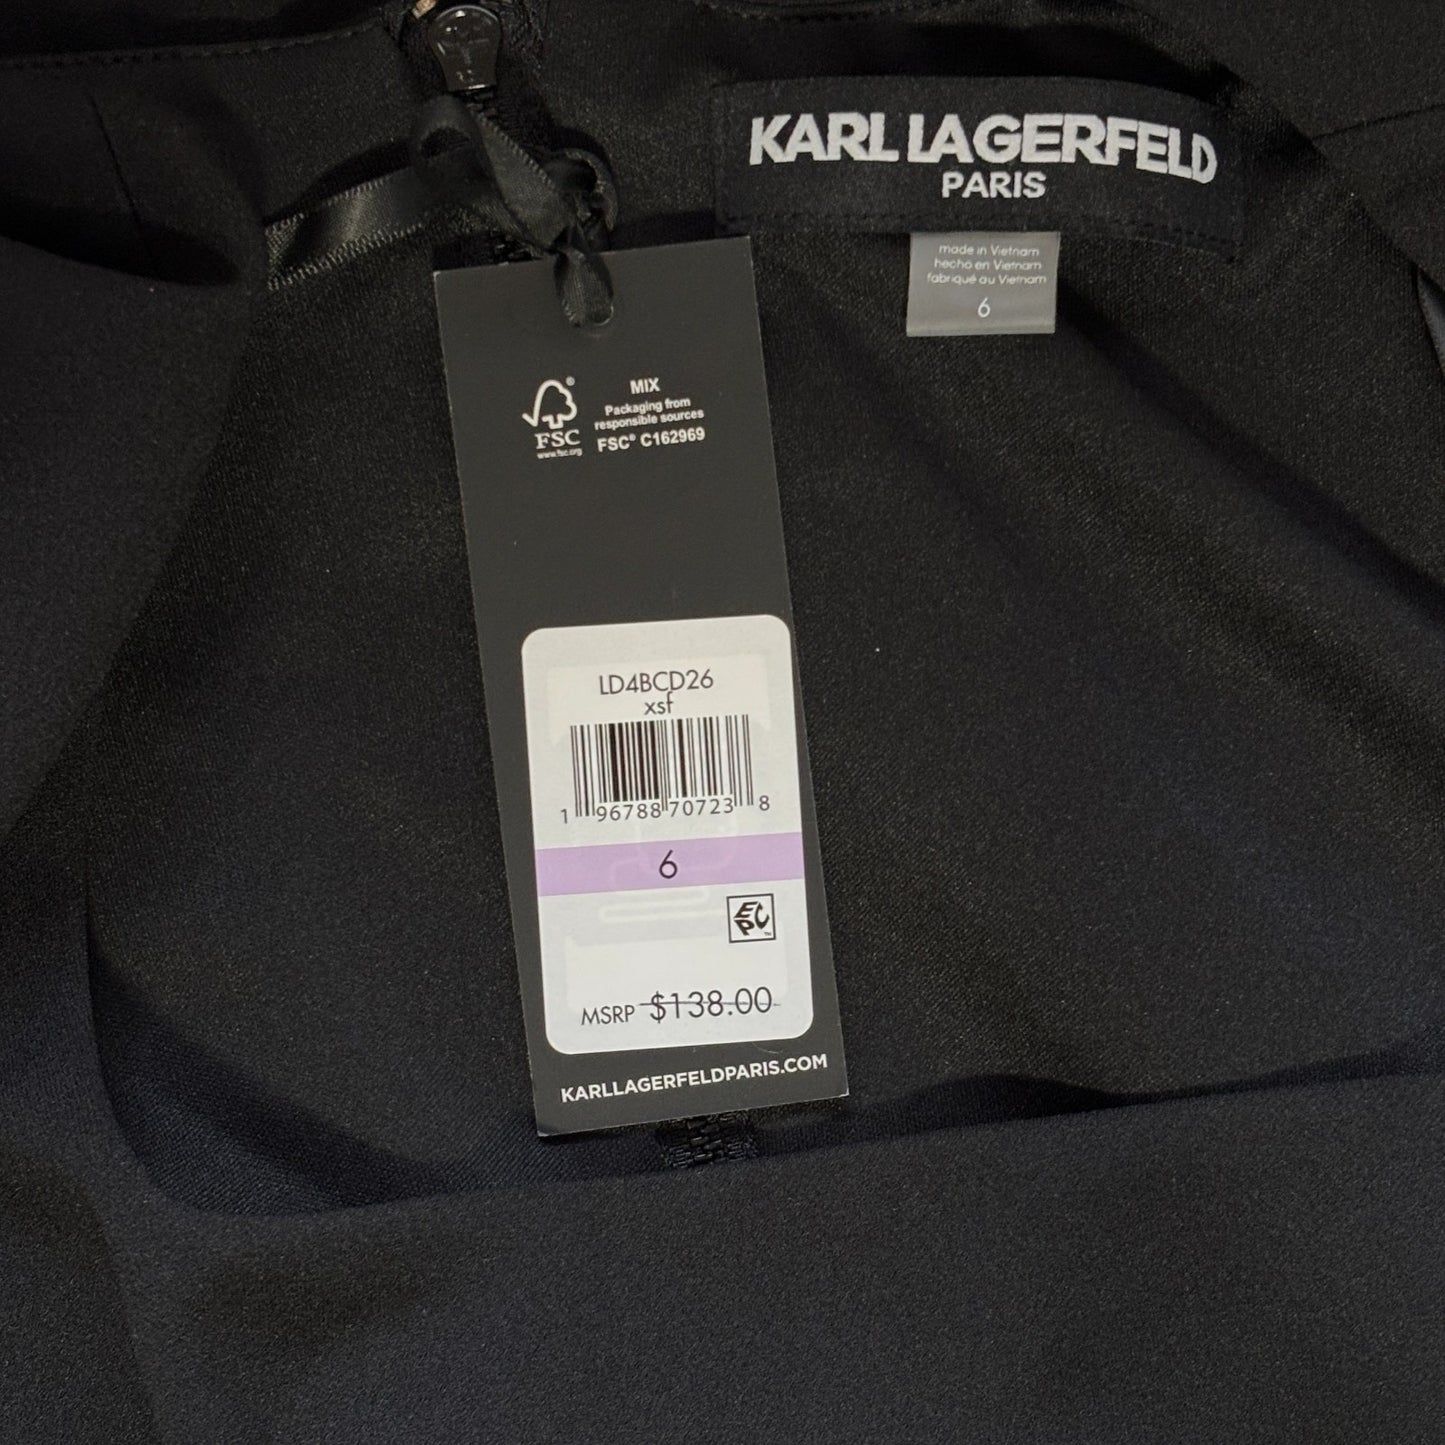 KARL LAGERFELD
PARIS
made in Vietnam
hecho en Vietnam
fabriqué au Vietnam
6
MIX
Packaging from
responsible sources
FSC® C162969
FSC
www.fsc.org
LD4BCD26
xsf
1 96788 70723 8
6
EPC
MSRP $138.00
KARLLAGERFELDPARIS.COM